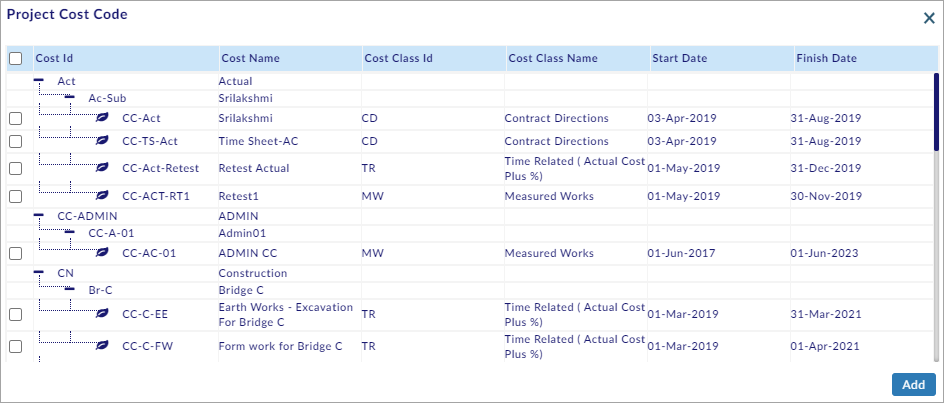 Project Cost Code
Cost Id Cost Name Cost Class Id Cost Class Name Start Date Finish Date
Act Actual
Ac-Sub Srilakshmi
CC-Act Srilakshmi CD Contract Directions 03-Apr-2019 31-Aug-2019
CC-TS-Act Time Sheet-AC CD Contract Directions 03-Apr-2019 31-Aug-2019
CC-Act-Retest Retest Actual TR Time Related ( Actual Cost 01-May-2019 31-Dec-2019
Plus %)
CC-ACT-RT1 Retest1 MW Measured Works 01-May-2019 30-Nov-2019
CC-ADMIN ADMIN
CC-A-01 Admin01
CC-AC-01 ADMIN CC MW Measured Works 01-Jun-2017 01-Jun-2023
CN Construction
Br-C Bridge C
CC-C-EE Earth Works - Excavation TR Time Related ( Actual Cost 01-Mar-2019 31-Mar-2021
For Bridge C Plus %)
CC-C-FW Form work for Bridge C TR Time Related ( Actual Cost 01-Mar-2019 01-Apr-2021
Plus %)
Add